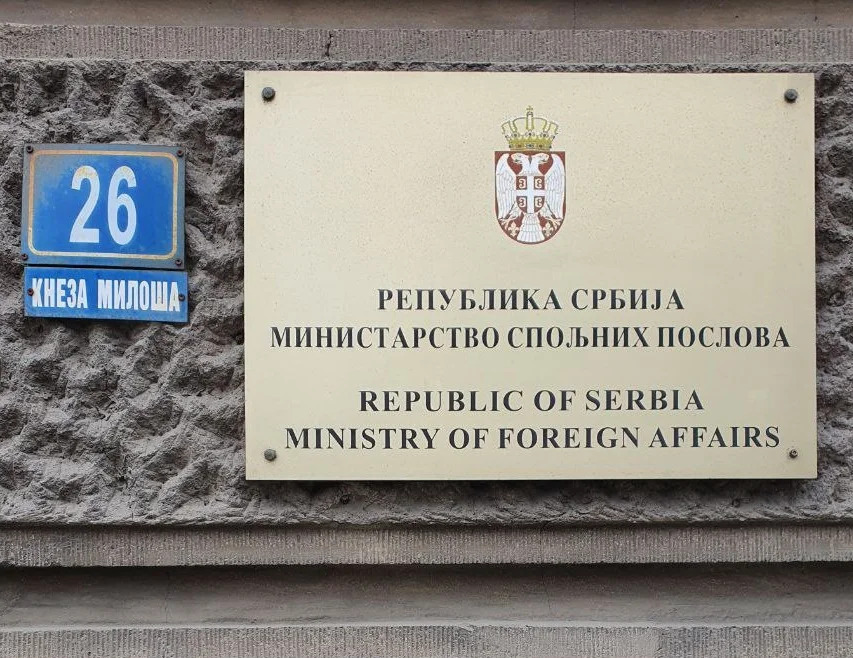 26
КНЕЗА МИЛОША
РЕПУБЛИКА СРБИЈА
МИНИСТАРСТВО СПОЉНИХ ПОСЛОВА
REPUBLIC OF SERBIA
MINISTRY OF FOREIGN AFFAIRS